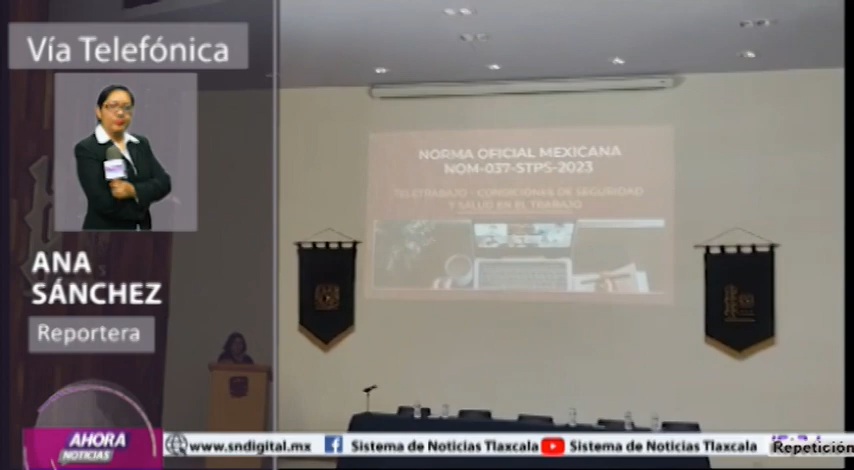 Vía Telefónica
ANA
SÁNCHEZ
Reportera
NORMA OFICIAL MEXICANA
NOM-037-STPS-2023
TELETRABAJO - CONDICIONES DE SEGURIDAD
Y SALUD EN EL TRABAJO
AHORA
NOTICIAS
www.sndigital.mx
Sistema de Noticias Tlaxcala
Sistema de Noticias Tlaxcala
Repetición